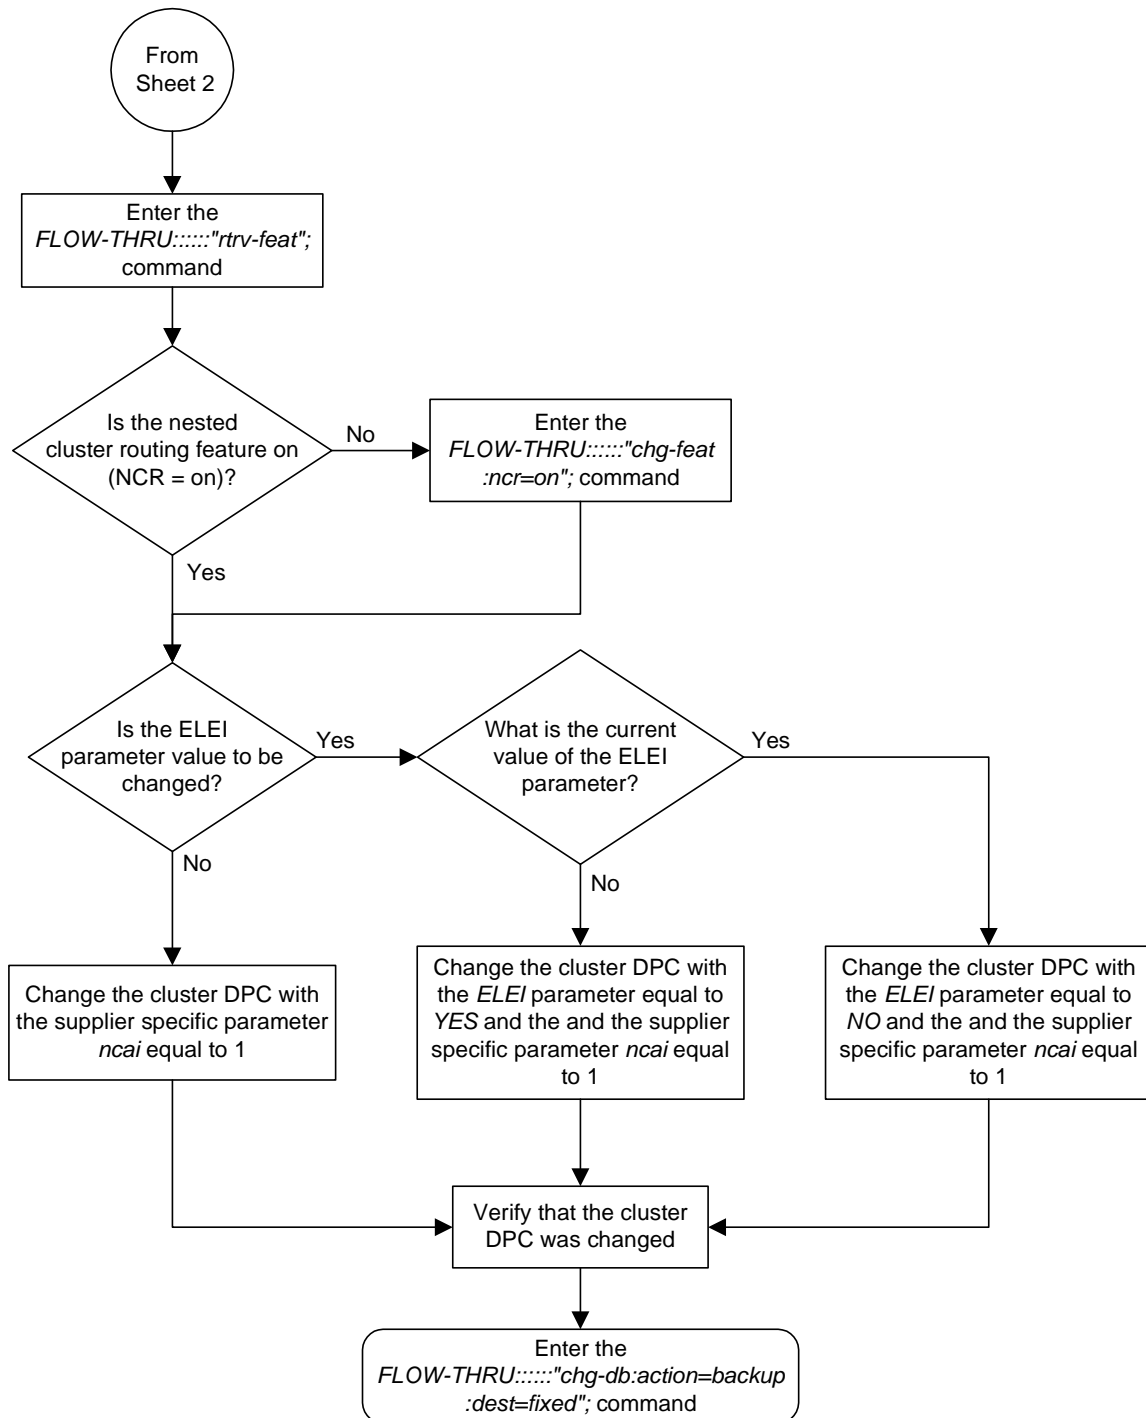 From
Sheet 2
Enter the
FLOW-THRU::::::"rtrv-feat";
command
Is the nested
cluster routing feature on
(NCR = on)?
No
Enter the
FLOW-THRU::::::"chg-feat
:ncr=on"; command
Yes
Is the ELEI
parameter value to be
changed?
Yes
What is the current
value of the ELEI
parameter?
Yes
No
No
Change the cluster DPC with
the supplier specific parameter
ncai equal to 1
Change the cluster DPC with
the ELEI parameter equal to
YES and the and the supplier
specific parameter ncai equal
to 1
Change the cluster DPC with
the ELEI parameter equal to
NO and the and the supplier
specific parameter ncai equal
to 1
Verify that the cluster
DPC was changed
Enter the
FLOW-THRU::::::"chg-db:action=backup
:dest=fixed"; command